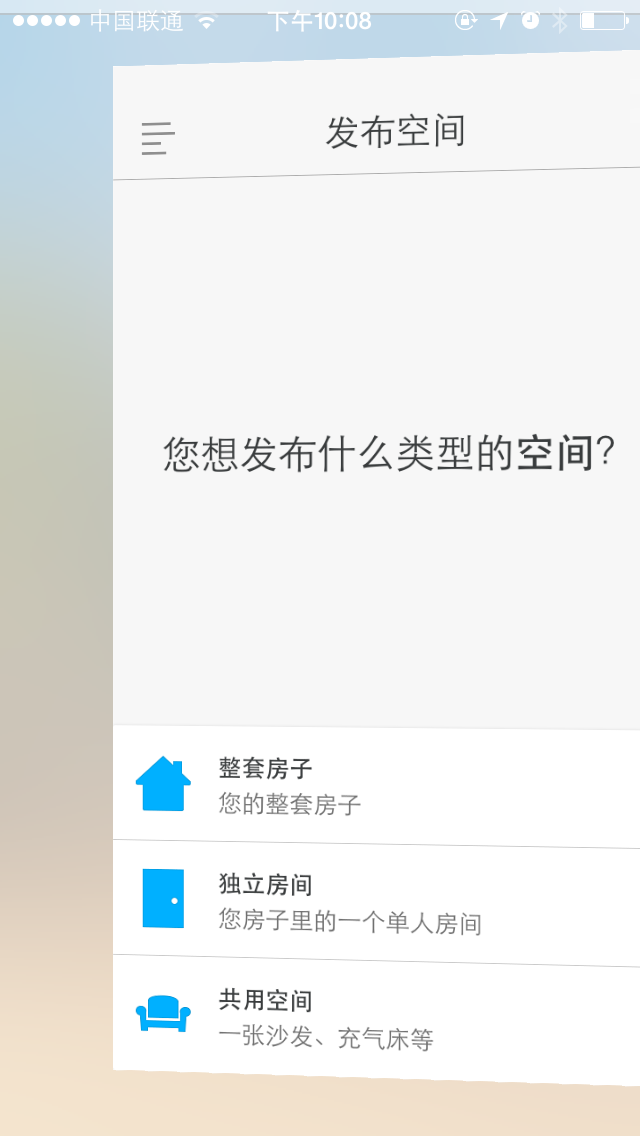 中国联通 下午10:08
发布空间
您想发布什么类型的空间?
整套房子
您的整套房子
独立房间
您房子里的一个单人房间
共用空间
一张沙发、充气床等